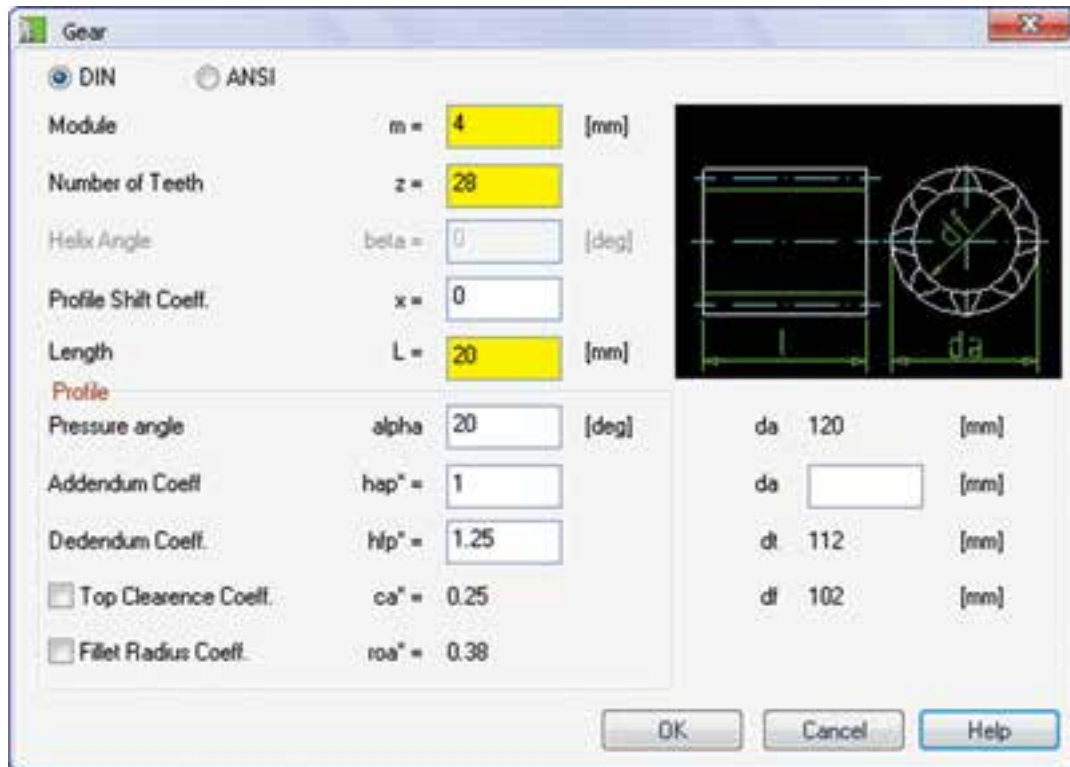 Gear
DIN ANSI
Module m = 4 [mm]
Number of Teeth z = 28
Helix Angle beta = 0 [deg]
Profile Shift Coeff. x = 0
Length L = 20 [mm]
df
l da
Profile
Pressure angle alpha 20 [deg] da 120 [mm]
Addendum Coeff hap* = 1 da [mm]
Dedendum Coeff. hfp* = 1.25 dt 112 [mm]
Top Clearence Coeff. ca* = 0.25 df 102 [mm]
Fillet Radius Coeff. roa* = 0.38
OK Cancel Help